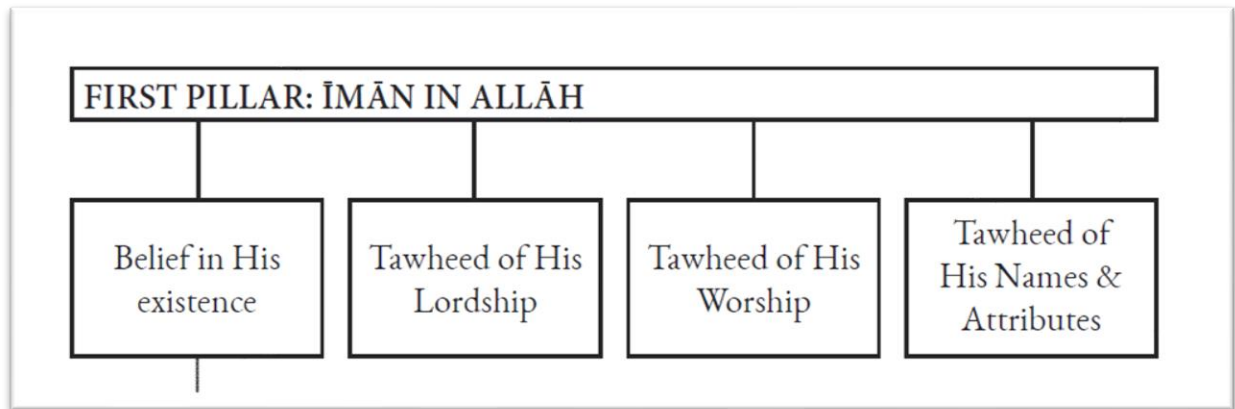 FIRST PILLAR: ĪMĀN IN ALLĀH
Belief in His
existence
Tawheed of His
Lordship
Tawheed of His
Worship
Tawheed of
His Names &
Attributes